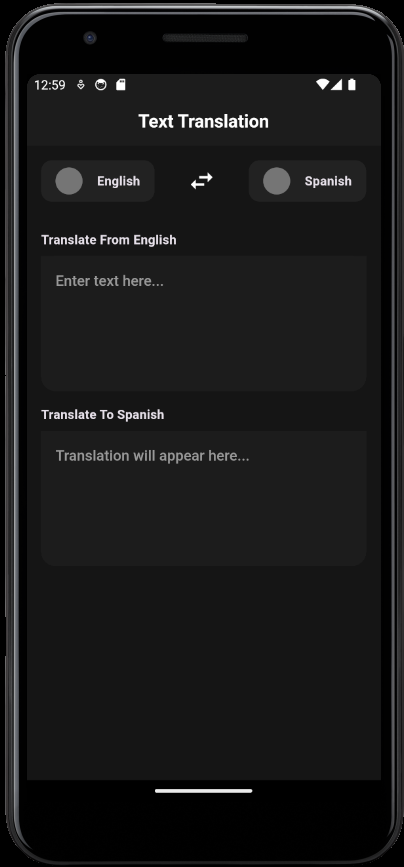 12:59
Text Translation
English
Spanish
Translate From English
Enter text here...
Translate To Spanish
Translation will appear here...